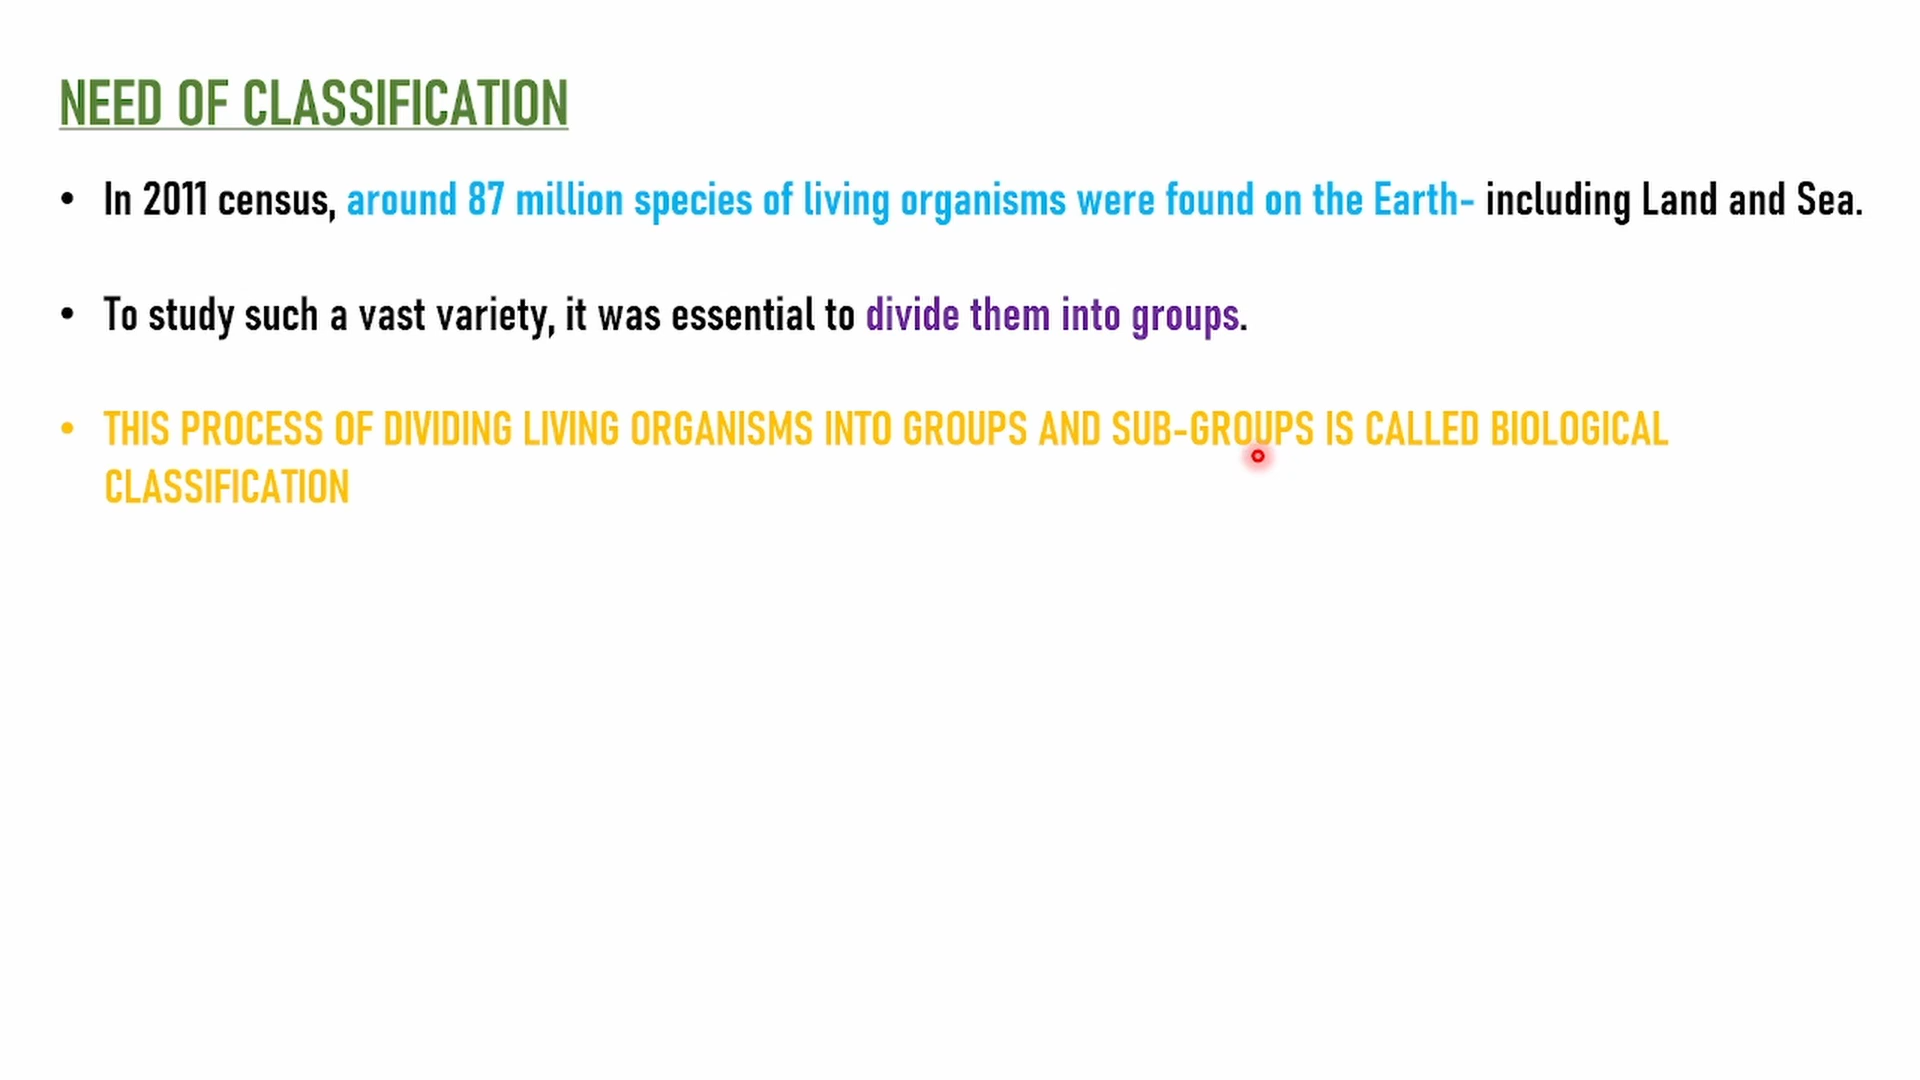 NEED OF CLASSIFICATION
• In 2011 census, around 87 million species of living organisms were found on the Earth- including Land and Sea.
• To study such a vast variety, it was essential to divide them into groups.
• THIS PROCESS OF DIVIDING LIVING ORGANISMS INTO GROUPS AND SUB-GROUPS IS CALLED BIOLOGICAL
CLASSIFICATION